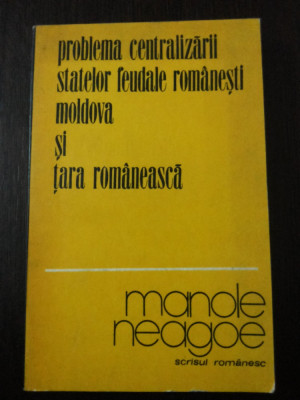 problema centralizării
statelor feudale românești
moldova
și
țara românească
manole
neagoe
scrisul românesc